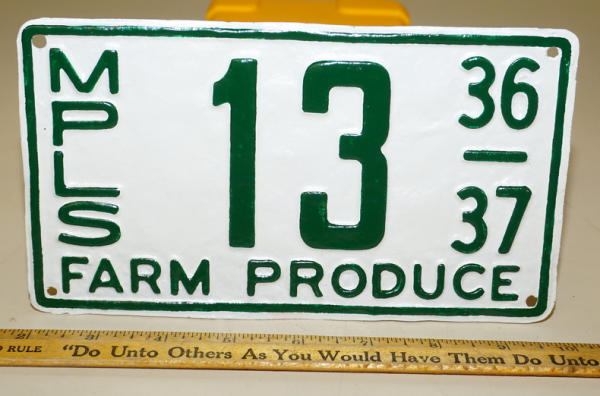 MPLS
13
36
37
FARM PRODUCE
RULE "Do Unto Others As You Would Have Them Do Unto